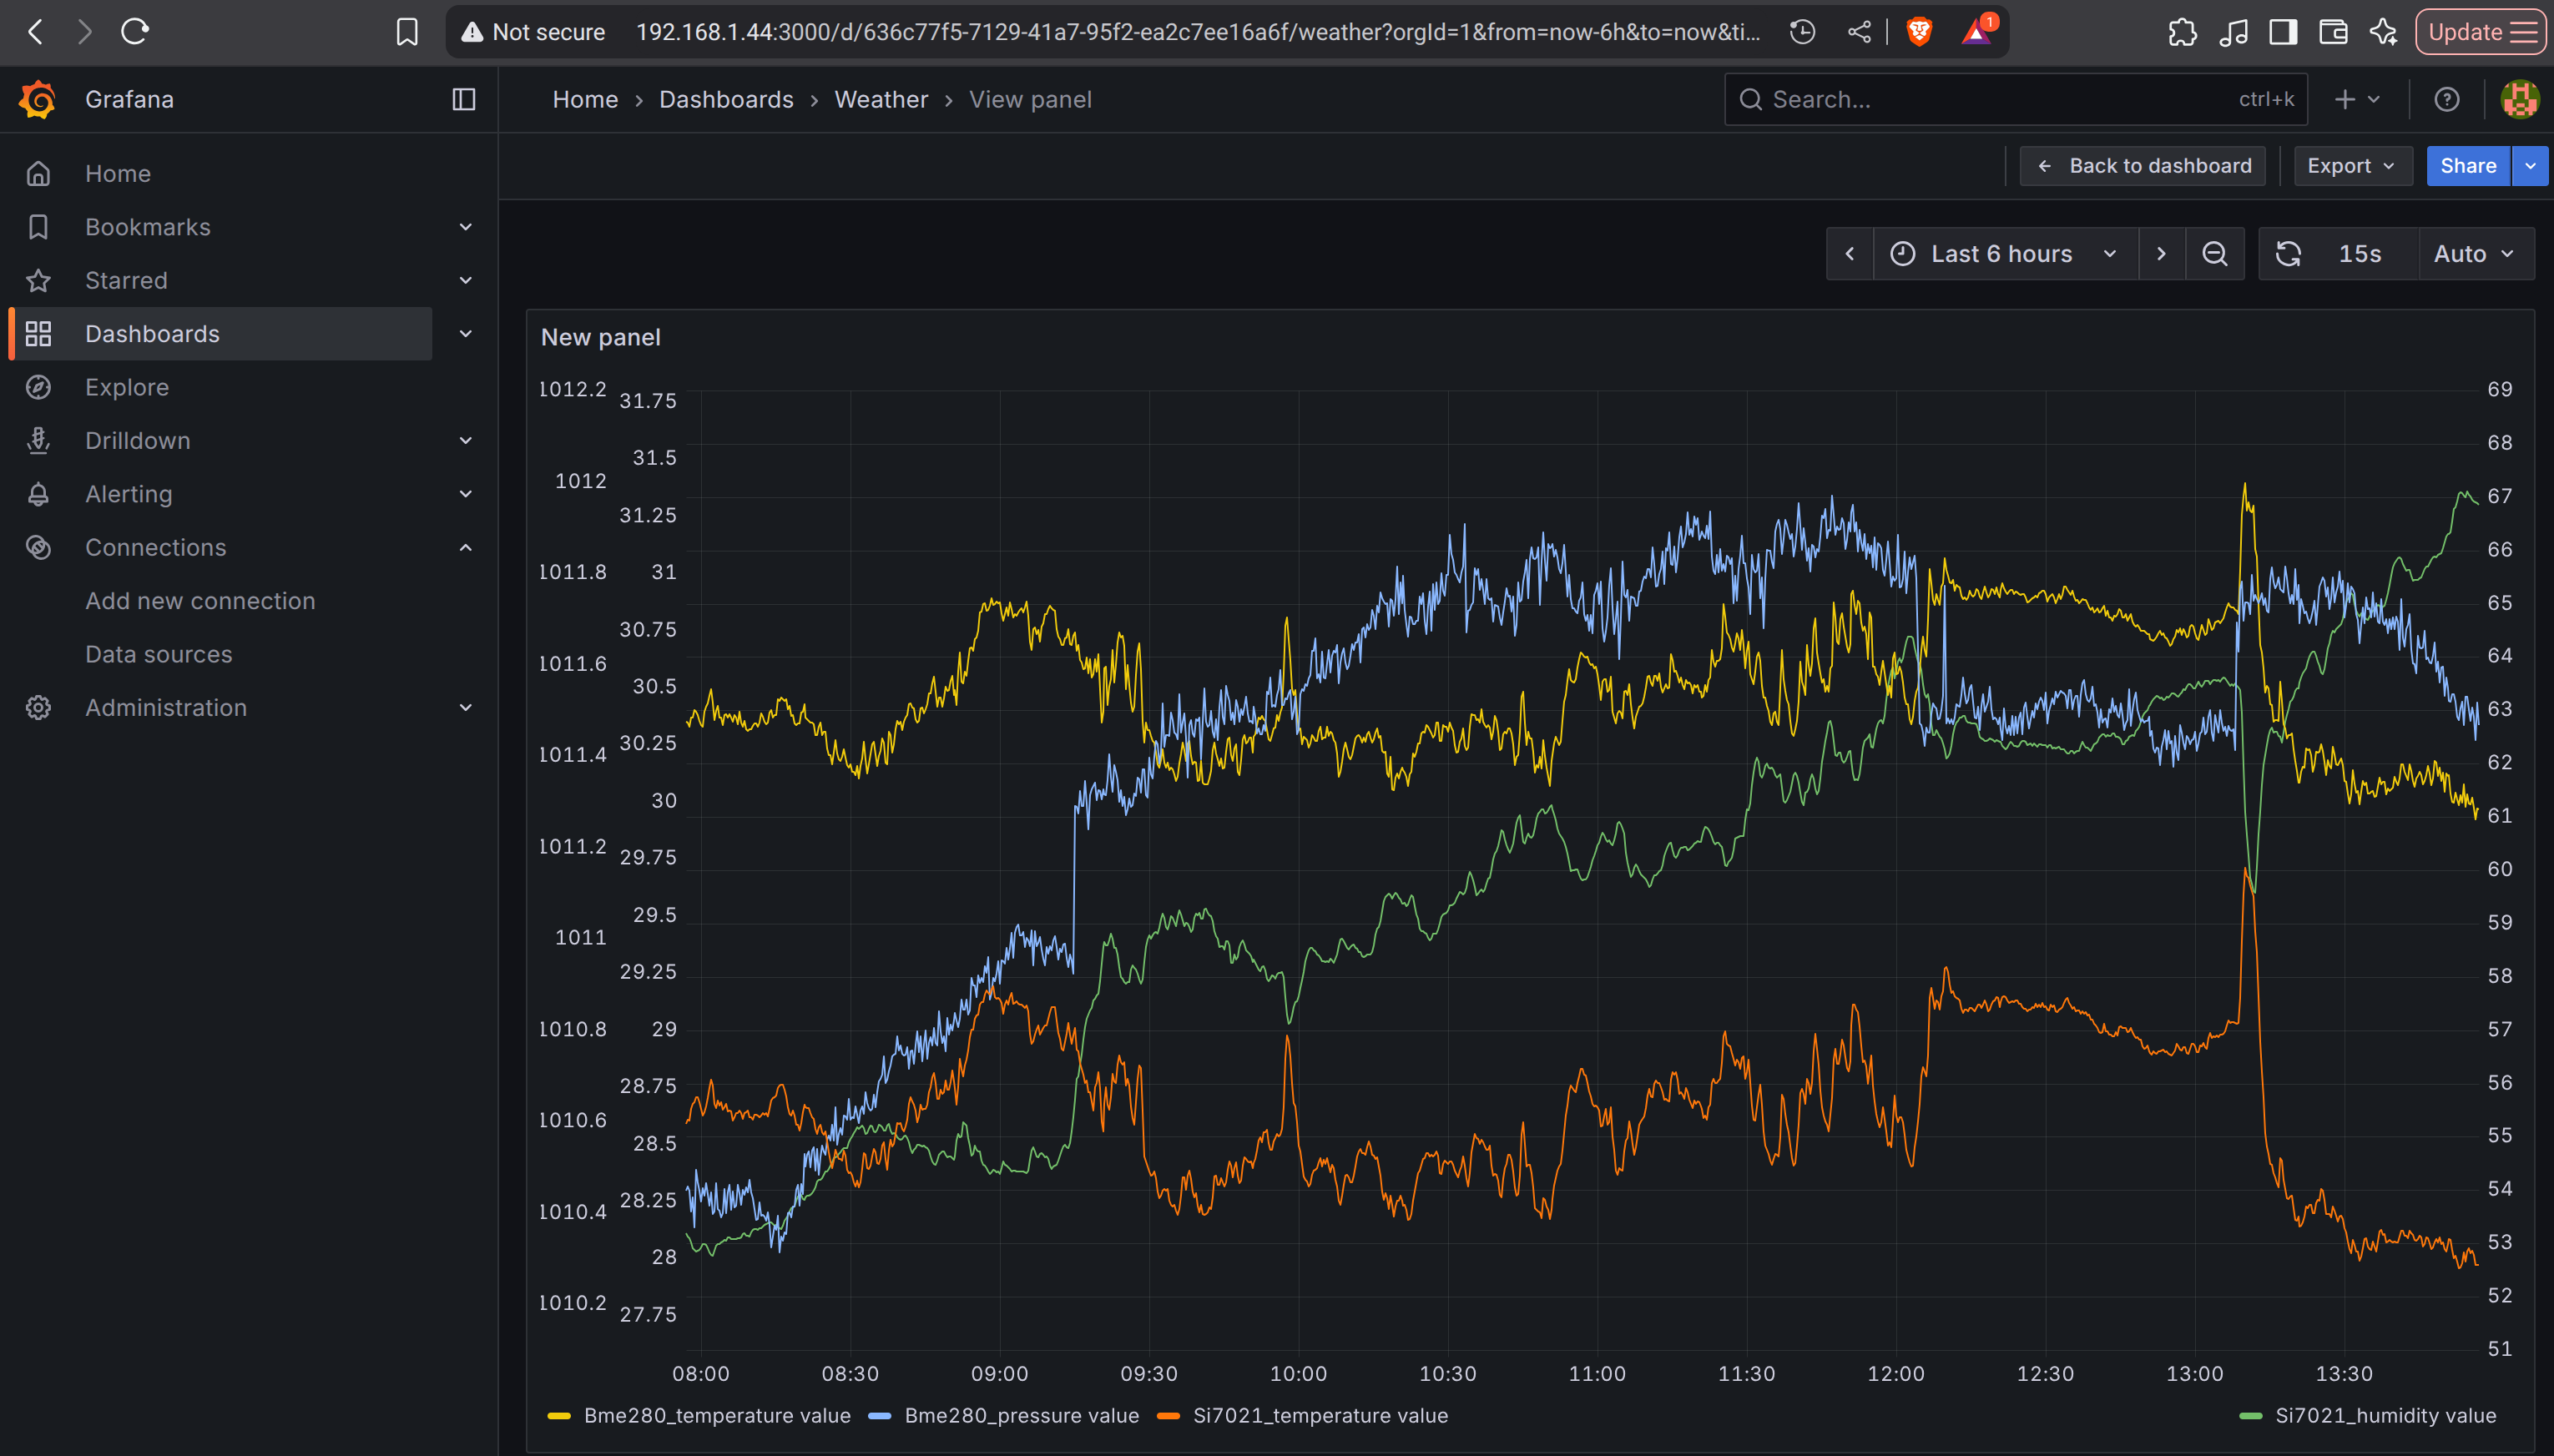 Not secure 192.168.1.44:3000/d/636c77f5-7129-41a7-95f2-ea2c7ee16a6f/weather?orgId=1&from=now-6h&to=now&ti... 1 Update
Grafana
Home › Dashboards › Weather › View panel
Search... ctrl+k
Home
Bookmarks
Starred
Dashboards
Explore
Drilldown
Alerting
Connections
Add new connection
Data sources
Administration
Back to dashboard Export Share
Last 6 hours 15s Auto
New panel
1012.2
1012
1011.8
1011.6
1011.4
1011.2
1011
1010.8
1010.6
1010.4
1010.2
31.75
31.5
31.25
31
30.75
30.5
30.25
30
29.75
29.5
29.25
29
28.75
28.5
28.25
28
27.75
69
68
67
66
65
64
63
62
61
60
59
58
57
56
55
54
53
52
51
08:00 08:30 09:00 09:30 10:00 10:30 11:00 11:30 12:00 12:30 13:00 13:30
Bme280_temperature value Bme280_pressure value Si7021_temperature value Si7021_humidity value